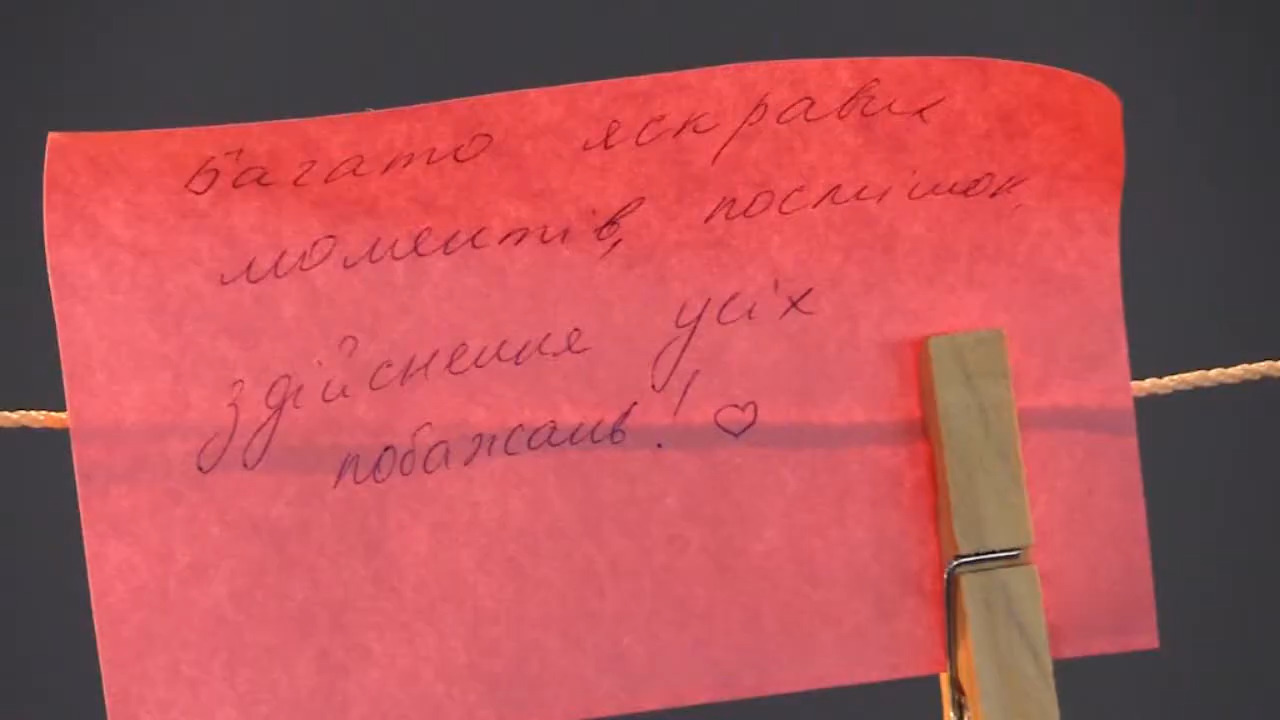 Багато яскравих
моментів, посмішок,
здійснення усіх
побажань! ♡